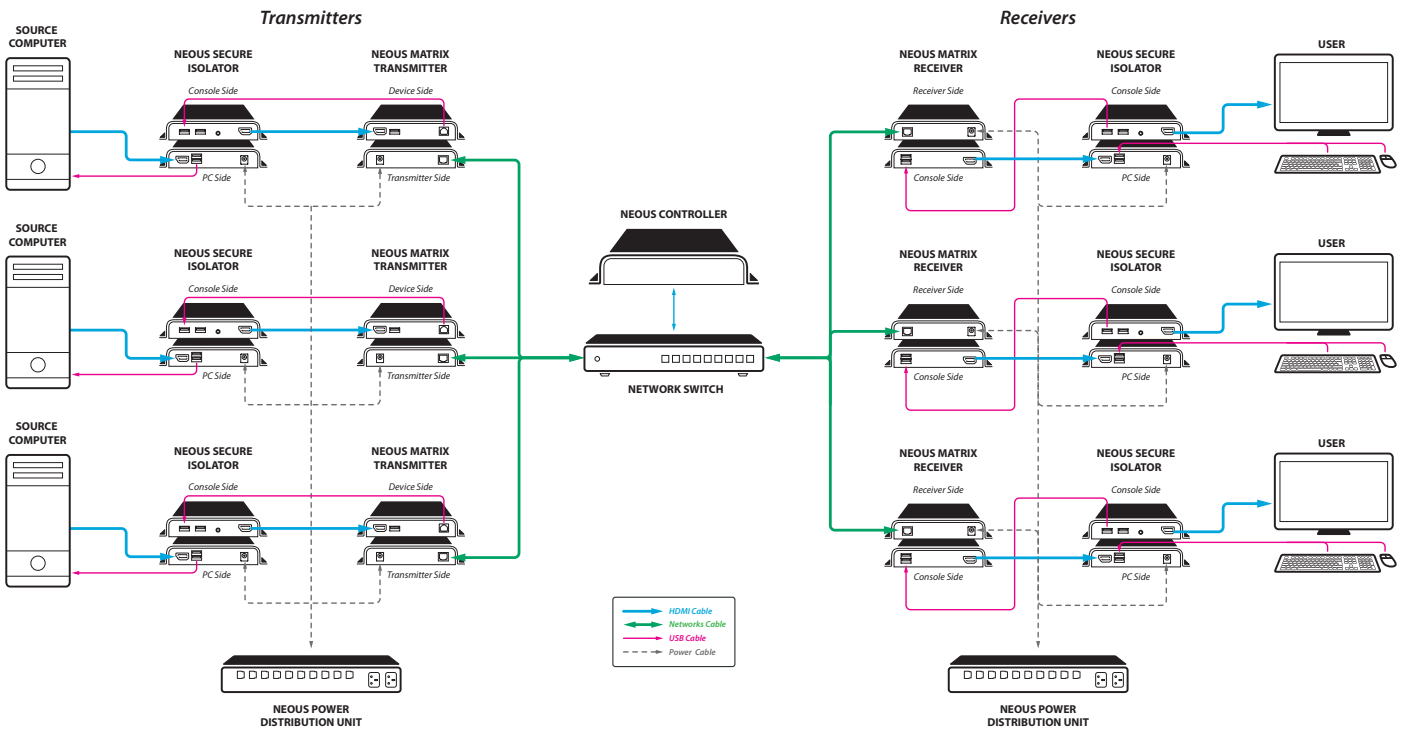 Transmitters
Receivers
SOURCE
COMPUTER
NEOUS SECURE
ISOLATOR
Console Side
PC Side
NEOUS MATRIX
TRANSMITTER
Device Side
Transmitter Side
NEOUS MATRIX
RECEIVER
Receiver Side
Console Side
NEOUS SECURE
ISOLATOR
Console Side
PC Side
USER
SOURCE
COMPUTER
NEOUS SECURE
ISOLATOR
Console Side
PC Side
NEOUS MATRIX
TRANSMITTER
Device Side
Transmitter Side
NEOUS CONTROLLER
NETWORK SWITCH
NEOUS MATRIX
RECEIVER
Receiver Side
Console Side
NEOUS SECURE
ISOLATOR
Console Side
PC Side
USER
SOURCE
COMPUTER
NEOUS SECURE
ISOLATOR
Console Side
PC Side
NEOUS MATRIX
TRANSMITTER
Device Side
Transmitter Side
NEOUS MATRIX
RECEIVER
Receiver Side
Console Side
NEOUS SECURE
ISOLATOR
Console Side
PC Side
USER
HDMI Cable
Networks Cable
USB Cable
Power Cable
NEOUS POWER
DISTRIBUTION UNIT
NEOUS POWER
DISTRIBUTION UNIT